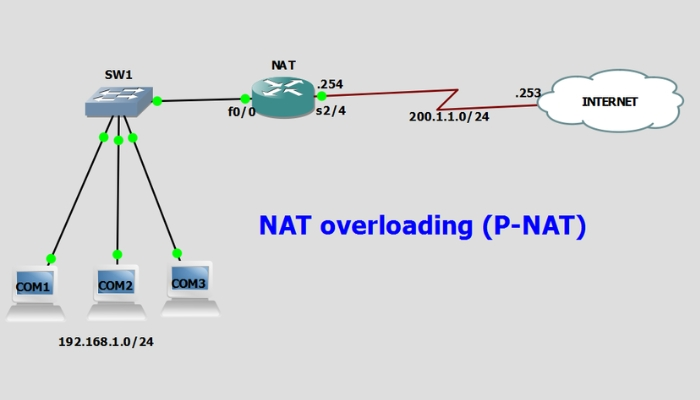 NAT
SW1
.254
.253
INTERNET
f0/0
s2/4
200.1.1.0/24
NAT overloading (P-NAT)
COM1
COM2
COM3
192.168.1.0/24